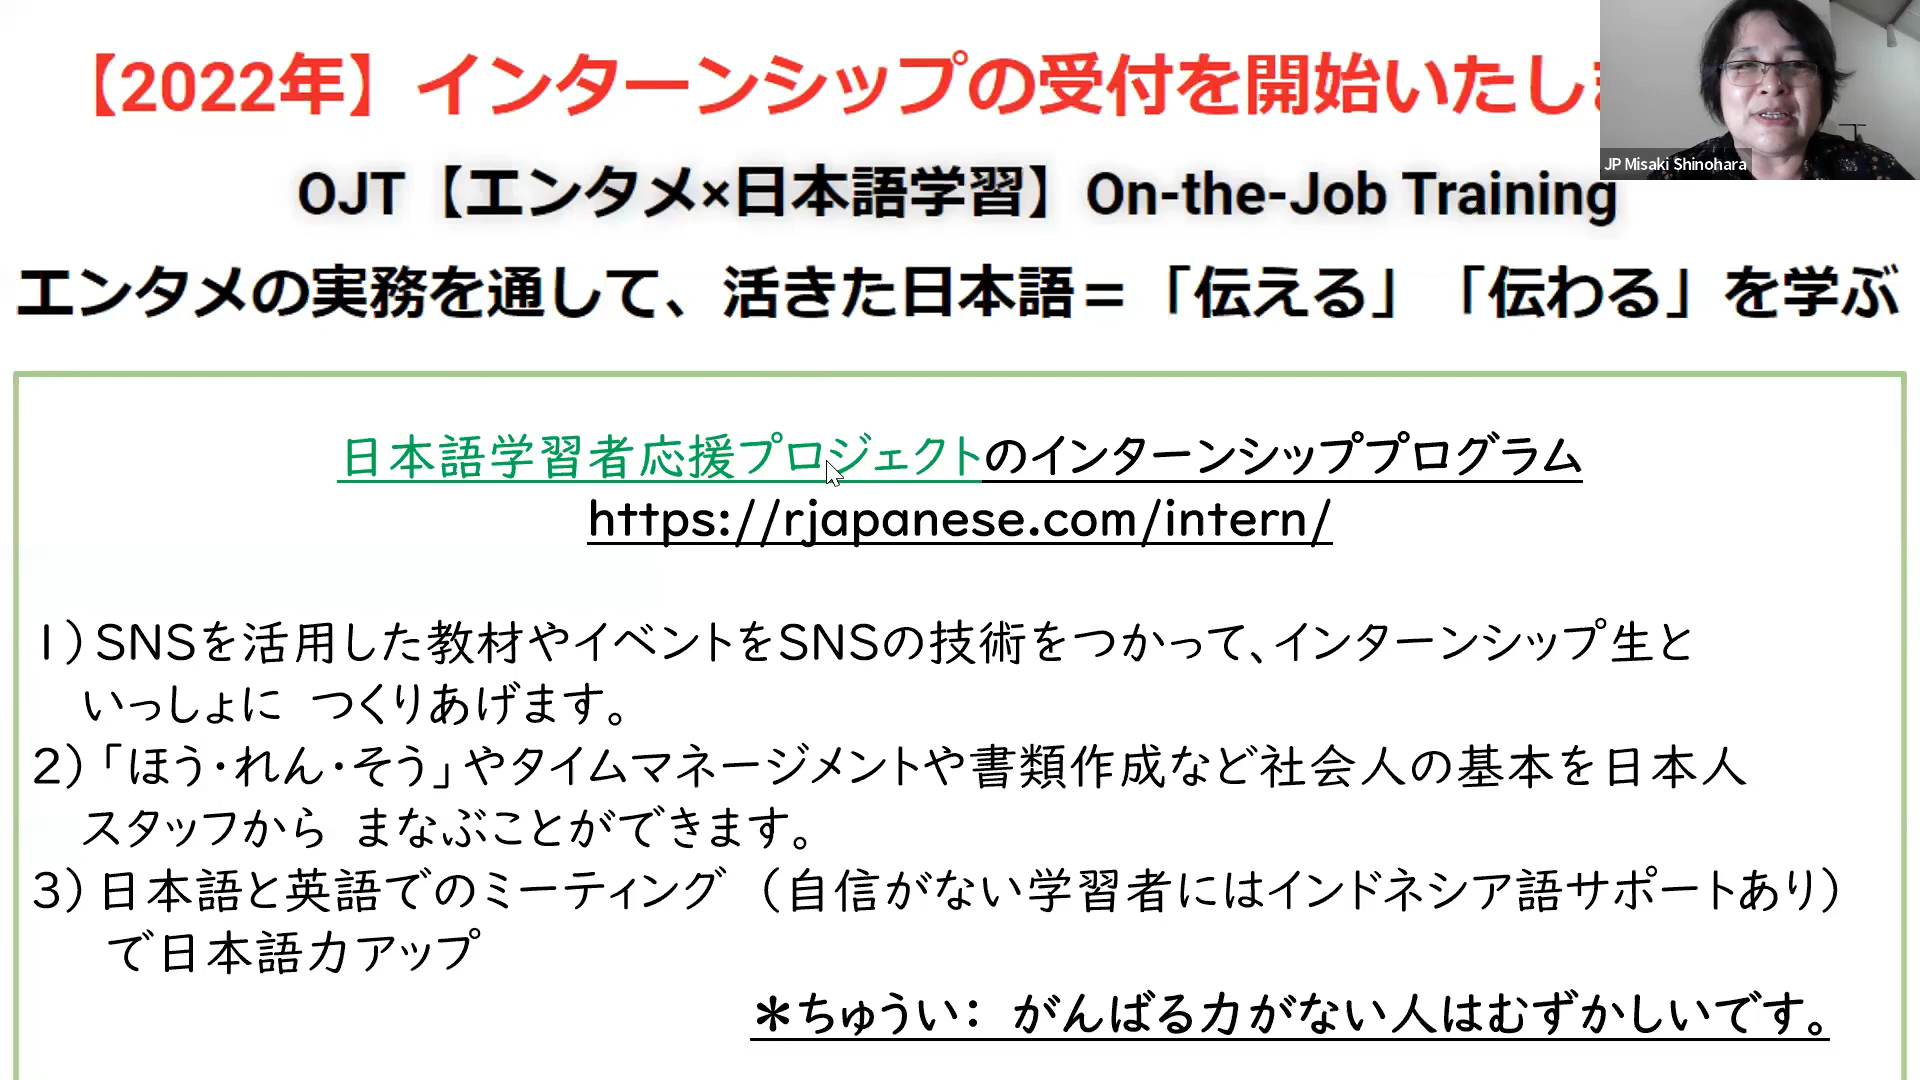 【2022年】インターンシップの受付を開始いたしま
JP Misaki Shinohara
OJT【エンタメ×日本語学習】On-the-Job Training
エンタメの実務を通して、活きた日本語＝「伝える」「伝わる」を学ぶ
日本語学習者応援プロジェクトのインターンシッププログラム
https://rjapanese.com/intern/
1）SNSを活用した教材やイベントをSNSの技術をつかって、インターンシップ生と
いっしょに つくりあげます。
2）「ほう・れん・そう」やタイムマネージメントや書類作成など社会人の基本を日本人
スタッフから まなぶことができます。
3）日本語と英語でのミーティング （自信がない学習者にはインドネシア語サポートあり）
で日本語力アップ
＊ちゅうい： がんばる力がない人はむずかしいです。